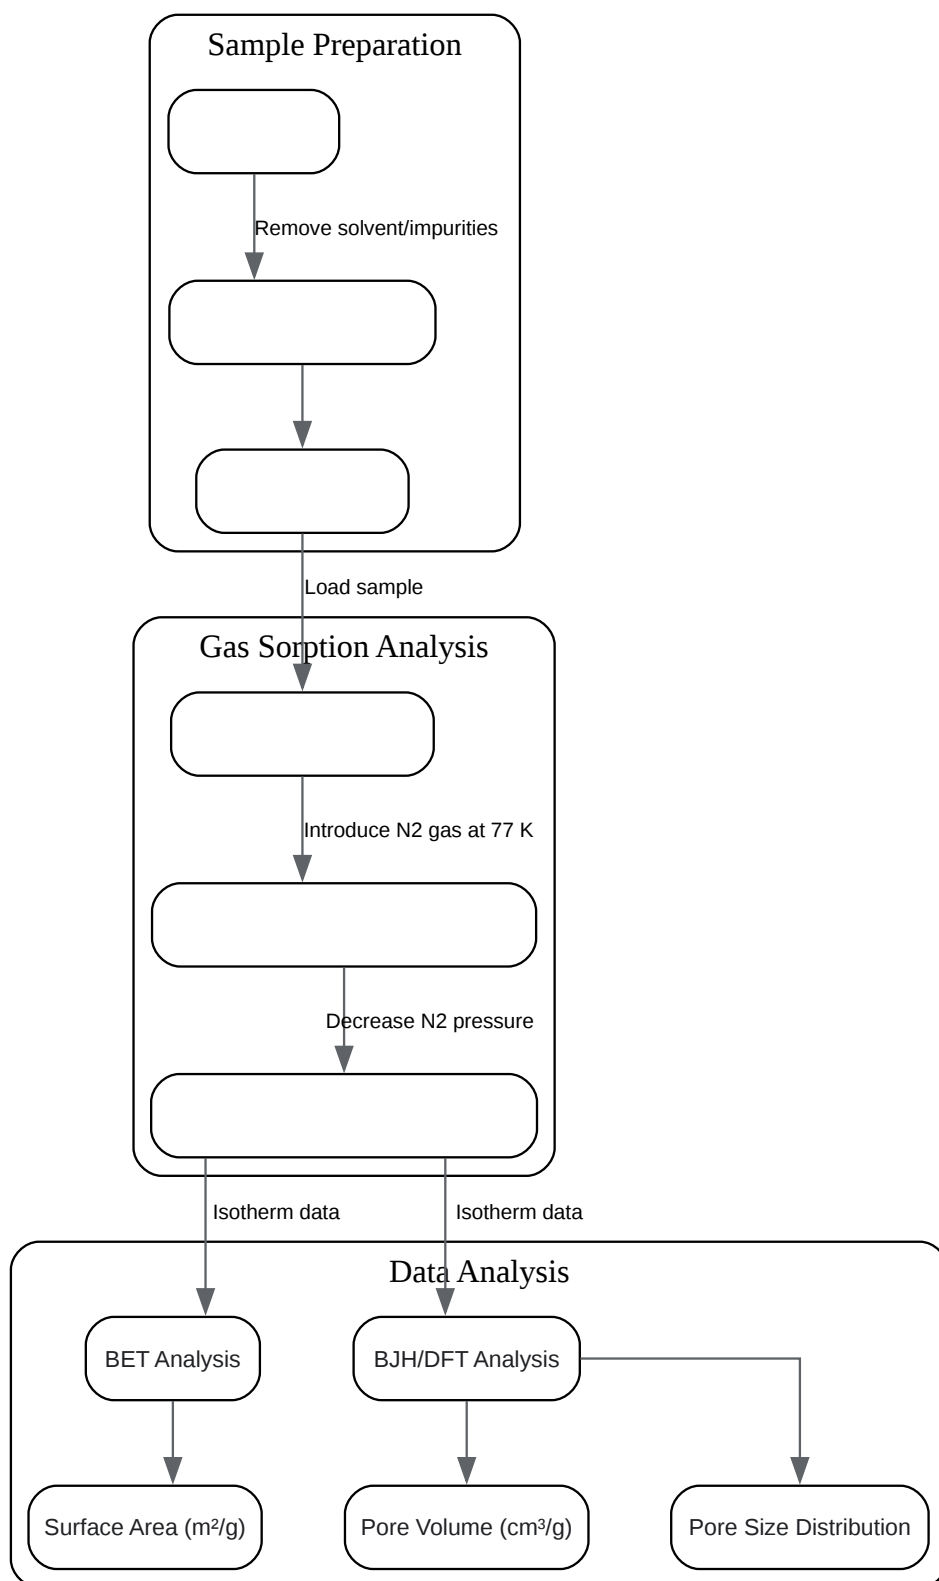 Sample Preparation
Remove solvent/impurities
Load sample
Gas Sorption Analysis
Introduce N2 gas at 77 K
Decrease N2 pressure
Isotherm data
Isotherm data
Data Analysis
BET Analysis
BJH/DFT Analysis
Surface Area (m²/g)
Pore Volume (cm³/g)
Pore Size Distribution